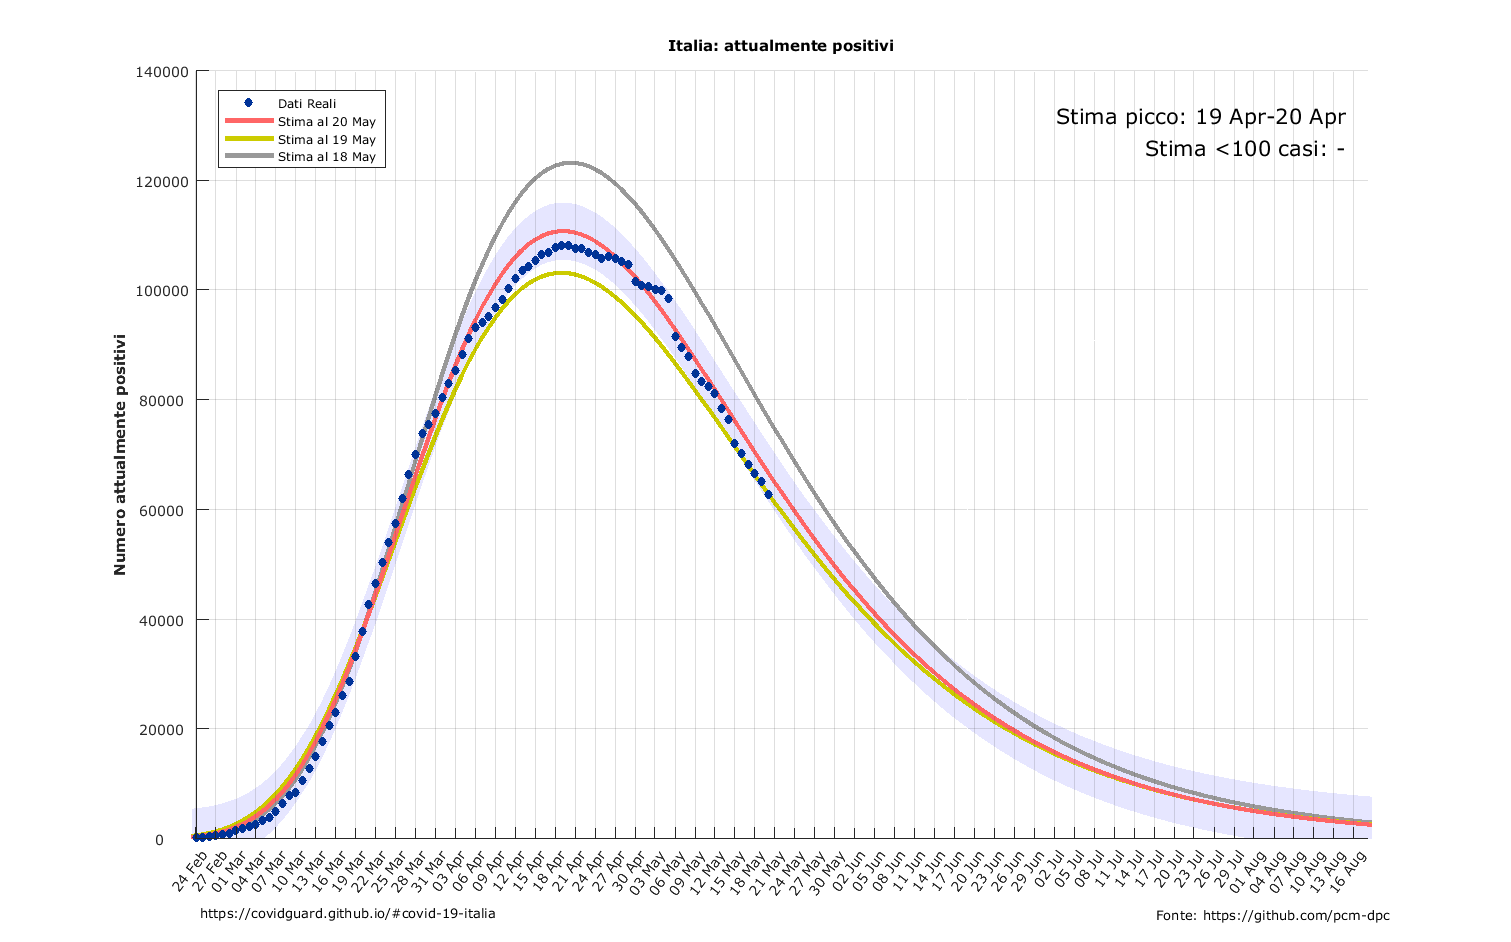 Italia: attualmente positivi
140000
120000
100000
80000
60000
40000
20000
0
Numero attualmente positivi
Dati Reali
Stima al 20 May
Stima al 19 May
Stima al 18 May
Stima picco: 19 Apr-20 Apr
Stima <100 casi: -
24 Feb
27 Feb
01 Mar
04 Mar
07 Mar
10 Mar
13 Mar
16 Mar
19 Mar
22 Mar
25 Mar
28 Mar
31 Mar
03 Apr
06 Apr
09 Apr
12 Apr
15 Apr
18 Apr
21 Apr
24 Apr
27 Apr
30 Apr
03 May
06 May
09 May
12 May
15 May
18 May
21 May
24 May
27 May
30 May
02 Jun
05 Jun
08 Jun
11 Jun
14 Jun
17 Jun
20 Jun
23 Jun
26 Jun
29 Jun
02 Jul
05 Jul
08 Jul
11 Jul
14 Jul
17 Jul
20 Jul
23 Jul
26 Jul
29 Jul
01 Aug
04 Aug
07 Aug
10 Aug
13 Aug
16 Aug
https://covidguard.github.io/#covid-19-italia
Fonte: https://github.com/pcm-dpc